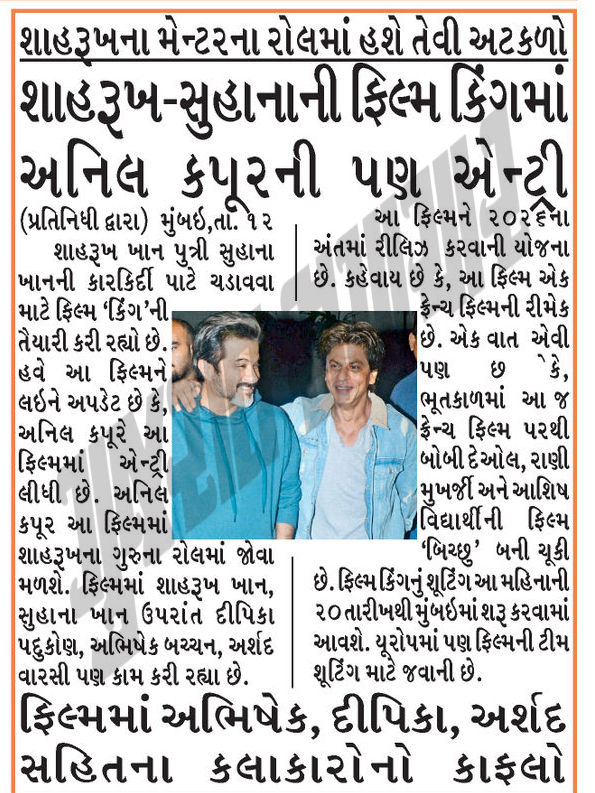 શાહરૂખના મેન્ટરના રોલમાં હશે તેવી અટકળો
શાહરૂખ-સુહાનાની ફિલ્મ કિંગમાં
અનિલ કપૂરની પણ એન્ટ્રી
(પ્રતિનિધી દ્વારા) મુંબઇ,તા. ૧૨
શાહરૂખ ખાન પુત્રી સુહાના
ખાનની કારકિર્દી પાટે ચડાવવા
માટે ફિલ્મ ‘કિંગ’ની
તૈયારી કરી રહ્યો છે.
હવે આ ફિલ્મને
લઇને અપડેટ છે કે,
અનિલ કપૂરે આ
ફિલ્મમાં એન્ટ્રી
લીધી છે. અનિલ
કપૂર આ ફિલ્મમાં
શાહરૂખના ગુરુના રોલમાં જોવા
મળશે. ફિલ્મમાં શાહરૂખ ખાન,
સુહાના ખાન ઉપરાંત દીપિકા
પદુકોણ, અભિષેક બચ્ચન, અર્શદ
વારસી પણ કામ કરી રહ્યા છે.
આ ફિલ્મને ૨૦૨૬ના
અંતમાં રીલિઝ કરવાની યોજના
છે. કહેવાય છે કે, આ ફિલ્મ એક
ફ્રેન્ચ ફિલ્મની રીમેક
છે. એક વાત એવી
પણ છે કે,
ભૂતકાળમાં આ જ
ફ્રેન્ચ ફિલ્મ પરથી
બોબી દેઓલ, રાણી
મુખર્જી અને આશિષ
વિદ્યાર્થીની ફિલ્મ
‘બિચ્છુ’ બની ચૂકી
છે. ફિલ્મ કિંગનું શૂટિંગ આ મહિનાની
૨૦તારીખથી મુંબઇમાં શરૂ કરવામાં
આવશે. યૂરોપમાં પણ ફિલ્મની ટીમ
શૂટિંગ માટે જવાની છે.
ફિલ્મમાં અભિષેક, દીપિકા, અર્શદ
સહિતના કલાકારોનો કાફલો